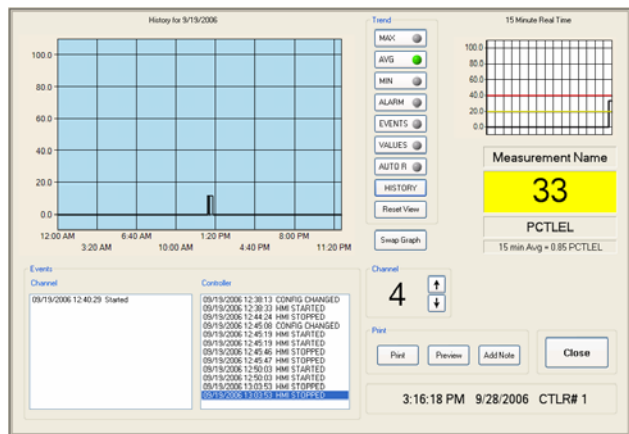 History for 9/19/2006
100.0
80.0
60.0
40.0
20.0
0.0
12:00 AM
6:40 AM
1:20 PM
8:00 PM
3:20 AM
10:00 AM
4:40 PM
11:20 PM
Trend
MAX
AVG
MIN
ALARM
EVENTS
VALUES
AUTO R
HISTORY
Reset View
Swap Graph
15 Minute Real Time
100.0
80.0
60.0
40.0
20.0
0.0
Measurement Name
33
PCTLEL
15 min Avg = 0.85 PCTLEL
Events
Channel
09/19/2006 12:40:29 Started
Controller
09/19/2006 12:38:13 CONFIG CHANGED
09/19/2006 12:38:33 HMI STARTED
09/19/2006 12:44:24 HMI STOPPED
09/19/2006 12:45:08 CONFIG CHANGED
09/19/2006 12:45:19 HMI STARTED
09/19/2006 12:45:19 HMI STARTED
09/19/2006 12:45:46 HMI STOPPED
09/19/2006 12:45:47 HMI STOPPED
09/19/2006 12:50:03 HMI STARTED
09/19/2006 12:50:03 HMI STARTED
09/19/2006 13:03:53 HMI STOPPED
09/19/2006 13:03:53 HMI STOPPED
Channel
4
Print
Print
Preview
Add Note
Close
3:16:18 PM 9/28/2006 CTLR# 1